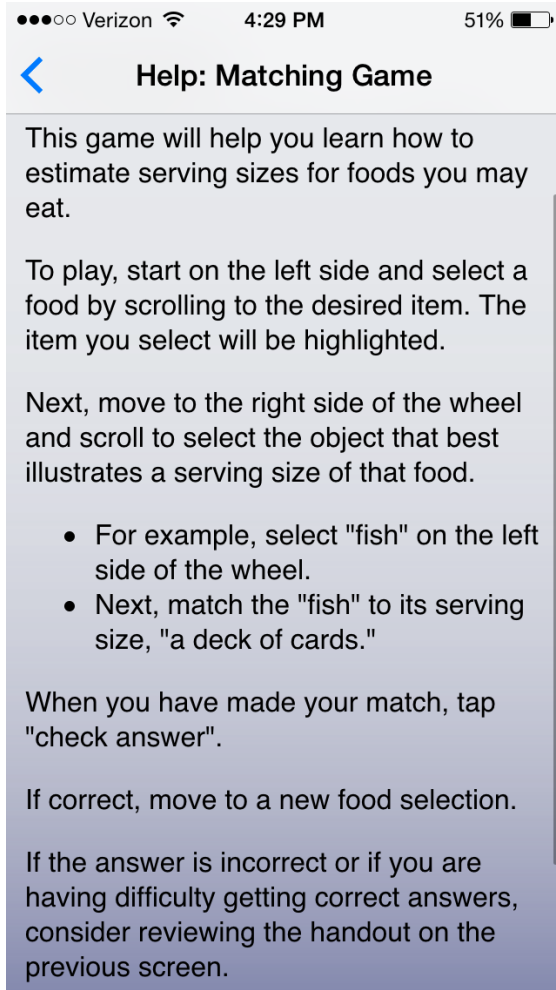 Verizon 4:29 PM 51%
Help: Matching Game
This game will help you learn how to
estimate serving sizes for foods you may
eat.
To play, start on the left side and select a
food by scrolling to the desired item. The
item you select will be highlighted.
Next, move to the right side of the wheel
and scroll to select the object that best
illustrates a serving size of that food.
• For example, select "fish" on the left
side of the wheel.
• Next, match the "fish" to its serving
size, "a deck of cards."
When you have made your match, tap
"check answer".
If correct, move to a new food selection.
If the answer is incorrect or if you are
having difficulty getting correct answers,
consider reviewing the handout on the
previous screen.